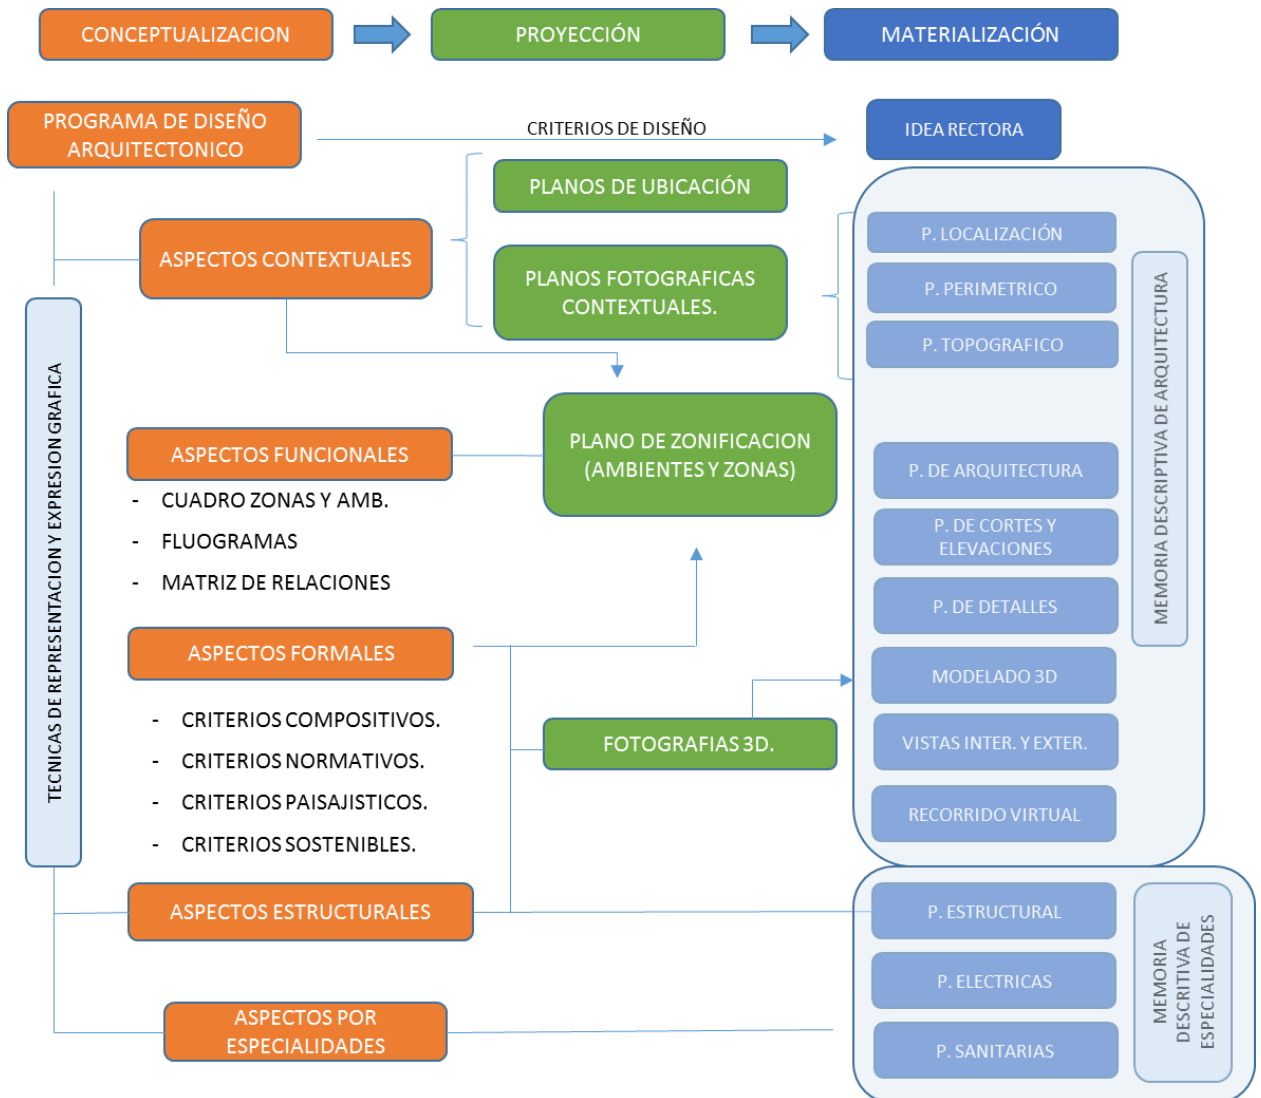 CONCEPTUALIZACION
PROYECCIÓN
MATERIALIZACIÓN
PROGRAMA DE DISEÑO
ARQUITECTONICO
CRITERIOS DE DISEÑO
IDEA RECTORA
PLANOS DE UBICACIÓN
ASPECTOS CONTEXTUALES
PLANOS FOTOGRAFICAS
CONTEXTUALES.
P. LOCALIZACIÓN
P. PERIMETRICO
P. TOPOGRAFICO
MEMORIA DESCRIPTIVA DE ARQUITECTURA
TECNICAS DE REPRESENTACION Y EXPRESION GRAFICA
ASPECTOS FUNCIONALES
- CUADRO ZONAS Y AMB.
- FLUOGRAMAS
- MATRIZ DE RELACIONES
PLANO DE ZONIFICACION
(AMBIENTES Y ZONAS)
P. DE ARQUITECTURA
P. DE CORTES Y
ELEVACIONES
P. DE DETALLES
ASPECTOS FORMALES
- CRITERIOS COMPOSITIVOS.
- CRITERIOS NORMATIVOS.
- CRITERIOS PAISAJISTICOS.
- CRITERIOS SOSTENIBLES.
FOTOGRAFIAS 3D.
MODELADO 3D
VISTAS INTER. Y EXTER.
RECORRIDO VIRTUAL
ASPECTOS ESTRUCTURALES
P. ESTRUCTURAL
P. ELECTRICAS
P. SANITARIAS
MEMORIA
DESCRITIVA DE
ESPECIALIDADES
ASPECTOS POR
ESPECIALIDADES